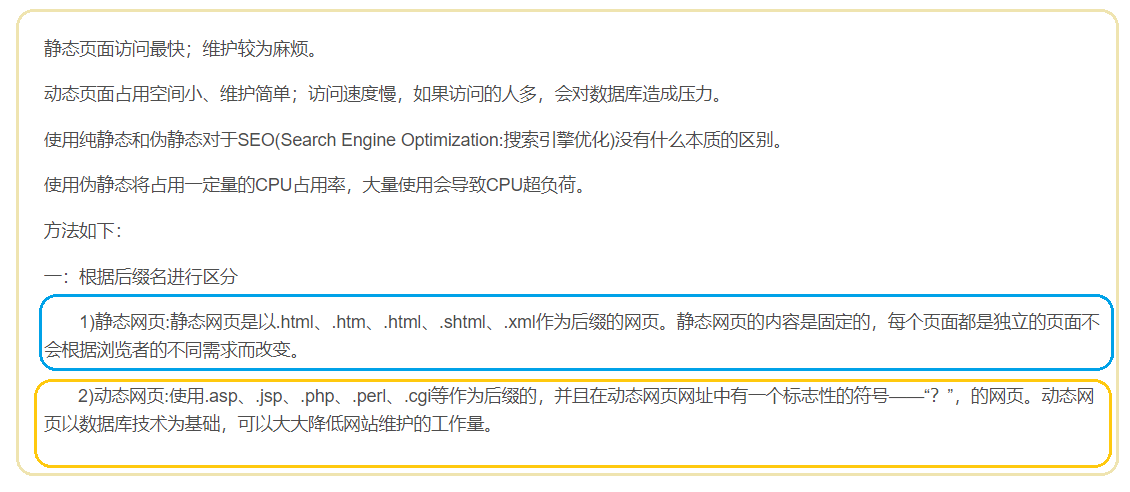 静态页面访问最快；维护较为麻烦。
动态页面占用空间小、维护简单；访问速度慢，如果访问的人多，会对数据库造成压力。
使用纯静态和伪静态对于SEO(Search Engine Optimization:搜索引擎优化)没有什么本质的区别。
使用伪静态将占用一定量的CPU占用率，大量使用会导致CPU超负荷。
方法如下：
一：根据后缀名进行区分
1)静态网页:静态网页是以.html、.htm、.html、.shtml、.xml作为后缀的网页。静态网页的内容是固定的，每个页面都是独立的页面不
会根据浏览者的不同需求而改变。
2)动态网页:使用.asp、.jsp、.php、.perl、.cgi等作为后缀的，并且在动态网页网址中有一个标志性的符号——“？”，的网页。动态网
页以数据库技术为基础，可以大大降低网站维护的工作量。